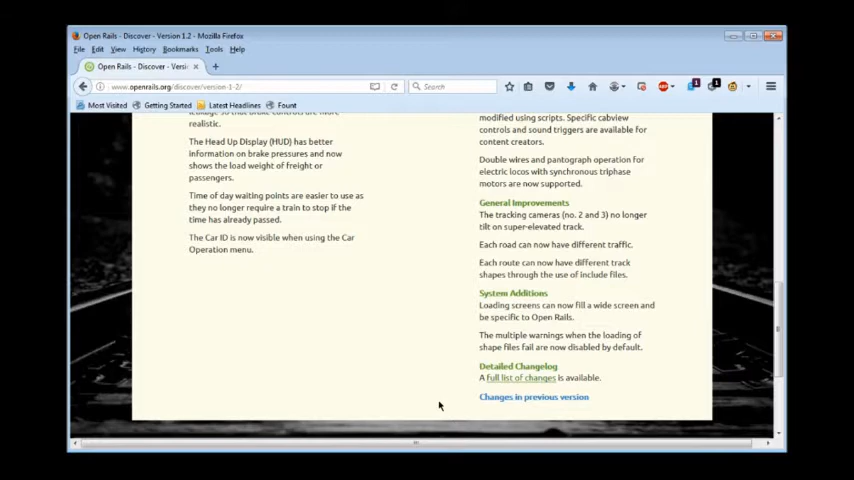 Open Rails - Discover - Version 1.2 - Mozilla Firefox
File Edit View History Bookmarks Tools Help
Open Rails - Discover - Versi
www.openrails.org/discover/version-1-2/
Search
1
1
ABP
Most Visited Getting Started Latest Headlines Fount
realistic.
The Head Up Display (HUD) has better
information on brake pressures and now
shows the load weight of freight or
passengers.
Time of day waiting points are easier to use as
they no longer require a train to stop if the
time has already passed.
The Car ID is now visible when using the Car
Operation menu.
modified using scripts. Specific cabview
controls and sound triggers are available for
content creators.
Double wires and pantograph operation for
electric locos with synchronous triphase
motors are now supported.
General Improvements
The tracking cameras (no. 2 and 3) no longer
tilt on super-elevated track.
Each road can now have different traffic.
Each route can now have different track
shapes through the use of include files.
System Additions
Loading screens can now fill a wide screen and
be specific to Open Rails.
The multiple warnings when the loading of
shape files fail are now disabled by default.
Detailed Changelog
A full list of changes is available.
Changes in previous version